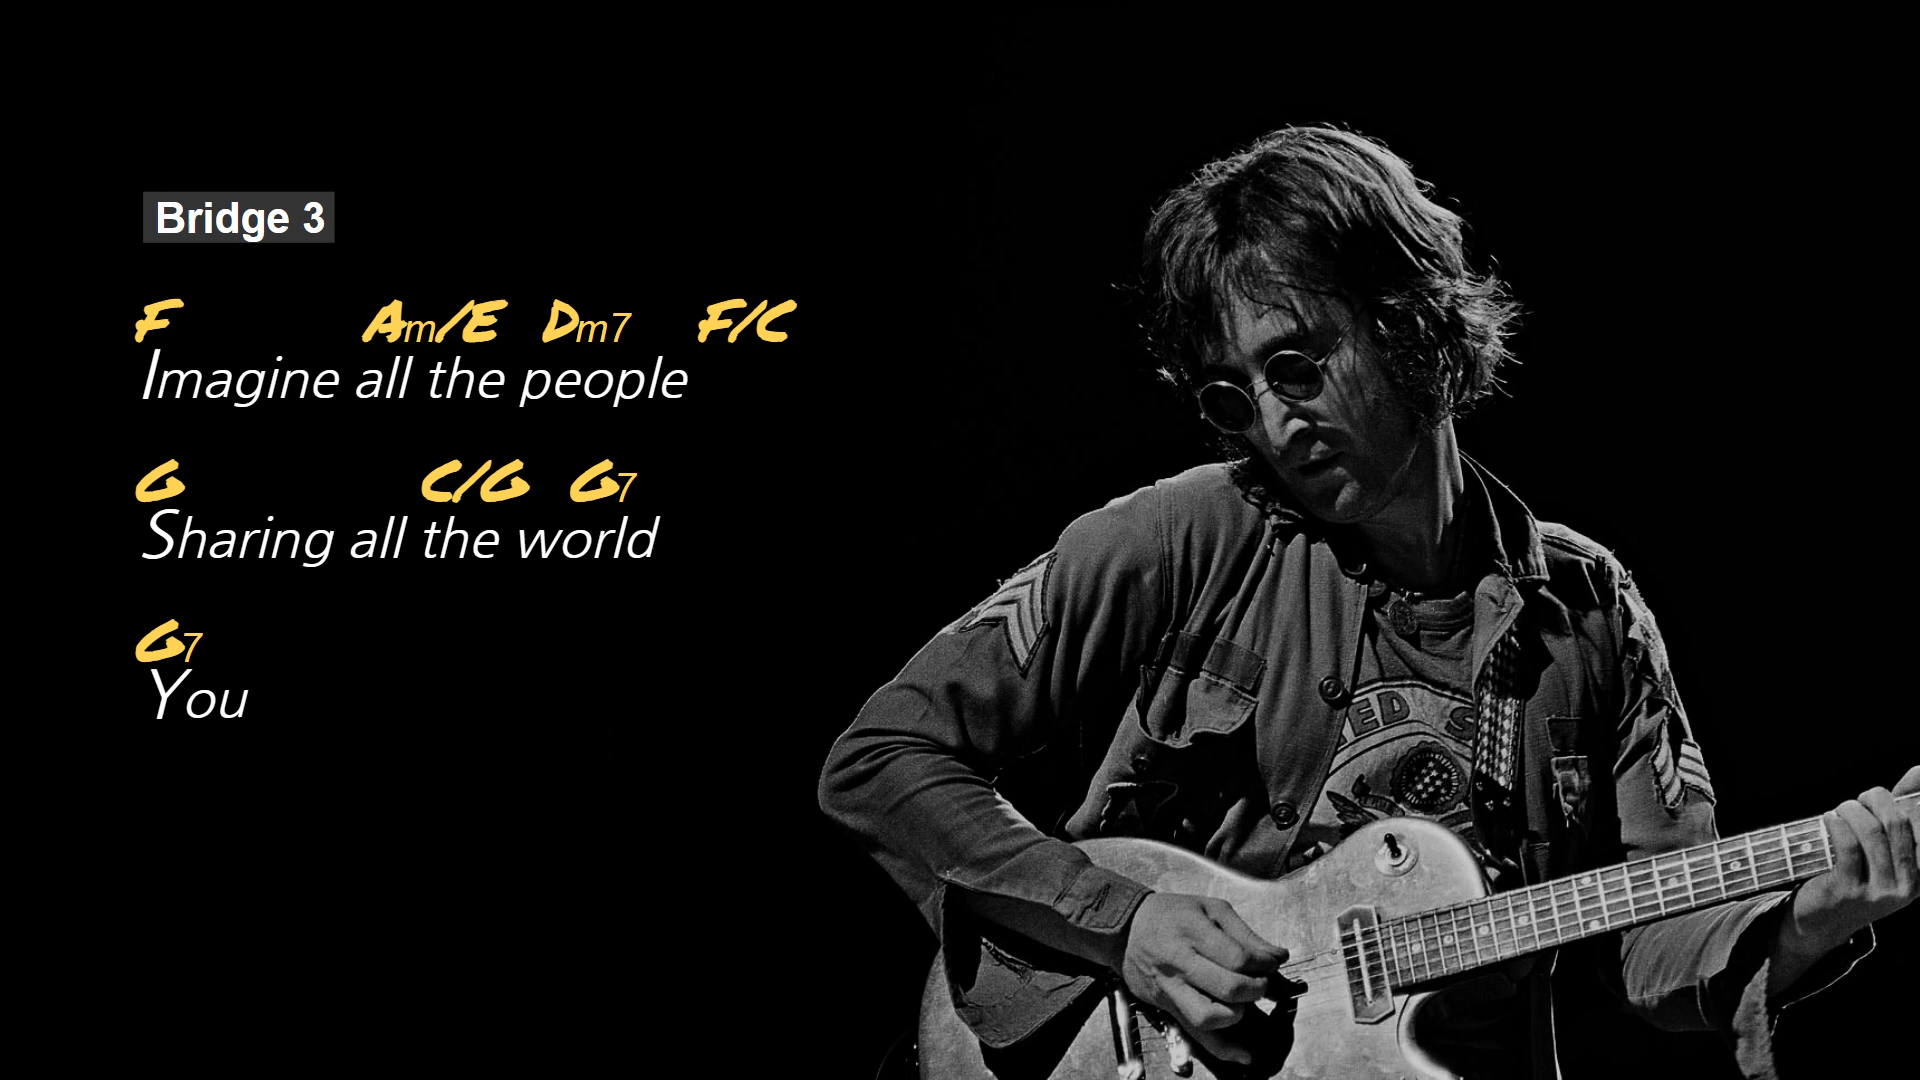 Bridge 3
F Am/E Dm7 F/C
Imagine all the people
G C/G G7
Sharing all the world
G7
You